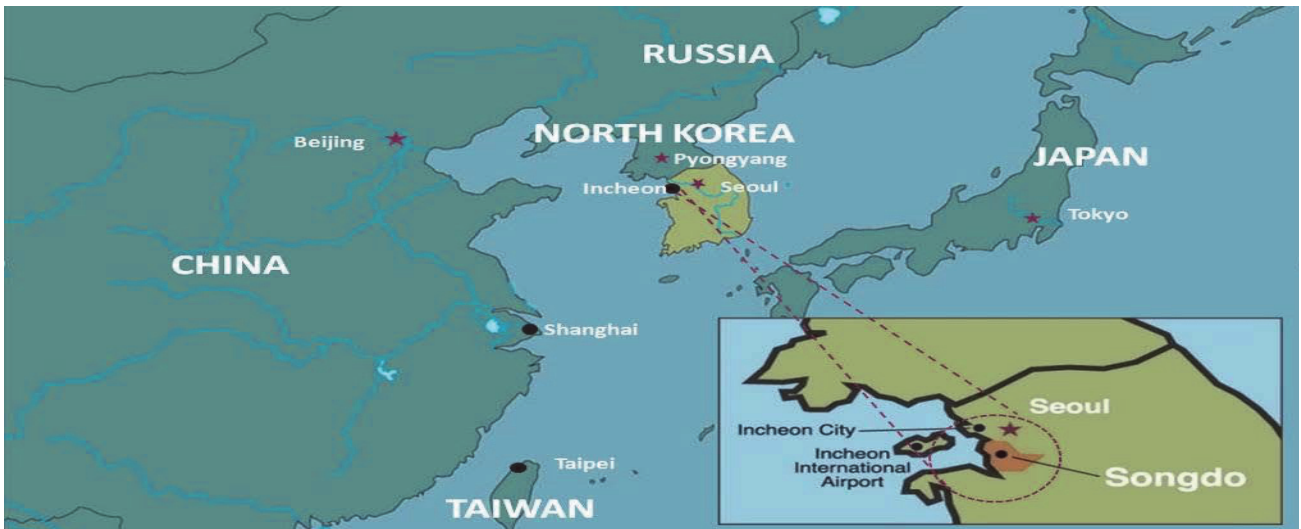 RUSSIA
Beijing
NORTH KOREA
Pyongyang
JAPAN
Incheon
Seoul
Tokyo
CHINA
Shanghai
Taipei
TAIWAN
Seoul
Incheon City
Incheon
International
Airport
Songdo